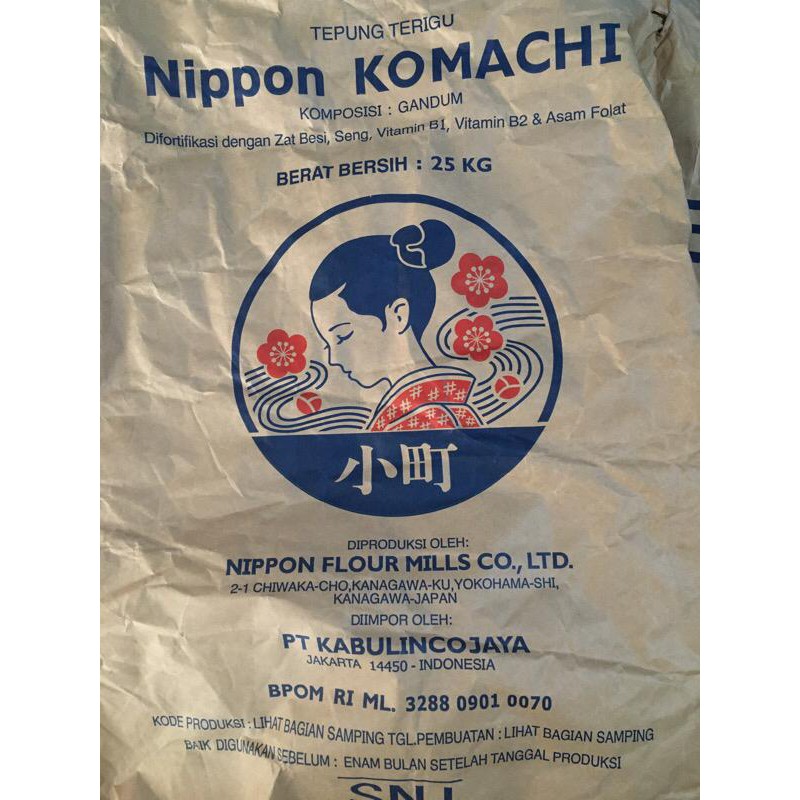 TEPUNG TERIGU
Nippon KOMACHI
KOMPOSISI : GANDUM
Difortifikasi dengan Zat Besi, Seng, Vitamin B1, Vitamin B2 & Asam Folat
BERAT BERSIH : 25 KG
小町
DIPRODUKSI OLEH:
NIPPON FLOUR MILLS CO., LTD.
2-1 CHIWAKA-CHO,KANAGAWA-KU,YOKOHAMA-SHI,
KANAGAWA-JAPAN
DIIMPOR OLEH:
PT KABULINCOJAYA
JAKARTA 14450 - INDONESIA
BPOM RI ML. 3288 0901 0070
KODE PRODUKSI : LIHAT BAGIAN SAMPING TGL.PEMBUATAN : LIHAT BAGIAN SAMPING
BAIK DIGUNAKAN SEBELUM : ENAM BULAN SETELAH TANGGAL PRODUKSI